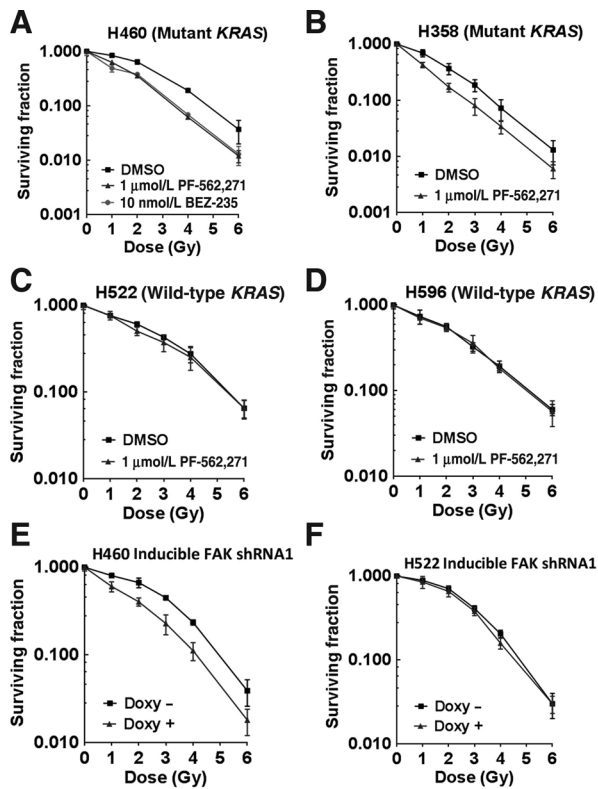 A
H460 (Mutant KRAS)
Surviving fraction
1.000
0.100
0.010
0.001
DMSO
1 μmol/L PF-562,271
10 nmol/L BEZ-235
0 1 2 3 4 5 6
Dose (Gy)
B
H358 (Mutant KRAS)
Surviving fraction
1.000
0.100
0.010
0.001
DMSO
1 μmol/L PF-562,271
0 1 2 3 4 5 6
Dose (Gy)
C
H522 (Wild-type KRAS)
Surviving fraction
1.000
0.100
0.010
DMSO
1 μmol/L PF-562,271
0 1 2 3 4 5 6
Dose (Gy)
D
H596 (Wild-type KRAS)
Surviving fraction
1.000
0.100
0.010
DMSO
1 μmol/L PF-562,271
0 1 2 3 4 5 6
Dose (Gy)
E
H460 Inducible FAK shRNA1
Surviving fraction
1.000
0.100
0.010
Doxy –
Doxy +
0 1 2 3 4 5 6
Dose (Gy)
F
H522 Inducible FAK shRNA1
Surviving fraction
1.000
0.100
0.010
Doxy –
Doxy +
0 1 2 3 4 5 6
Dose (Gy)